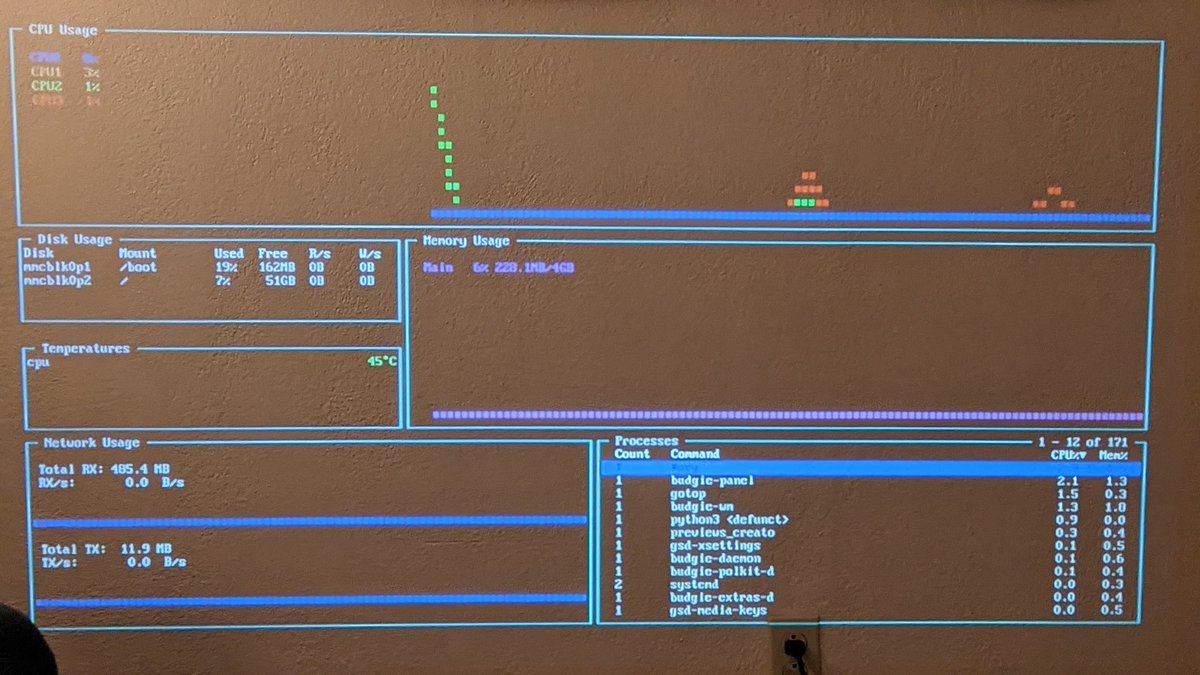 CPU Usage
CPU0
CPU1 3%
CPU2 1%
CPU3 1%
Disk Usage
Disk Mount Used Free R/s W/s
mmcblk0p1 /boot 19% 162MB 0B 0B
mmcblk0p2 / 7% 51GB 0B 0B
Memory Usage
Main 6% 228.1MB/4GB
Temperatures
cpu 45°C
Network Usage
Total RX: 485.4 MB
RX/s: 0.0 B/s
Total TX: 11.9 MB
TX/s: 0.0 B/s
Processes 1 - 12 of 171
Count Command CPU%▼ Mem%
1
1 budgie-panel 2.1 1.3
1 gotop 1.5 0.3
1 budgie-wm 1.3 1.8
1 python3 <defunct> 0.9 0.0
1 previews_creato 0.3 0.4
1 gsd-xsettings 0.1 0.5
1 budgie-daemon 0.1 0.6
1 budgie-polkit-d 0.1 0.4
2 systemd 0.0 0.3
1 budgie-extras-d 0.0 0.4
1 gsd-media-keys 0.0 0.5